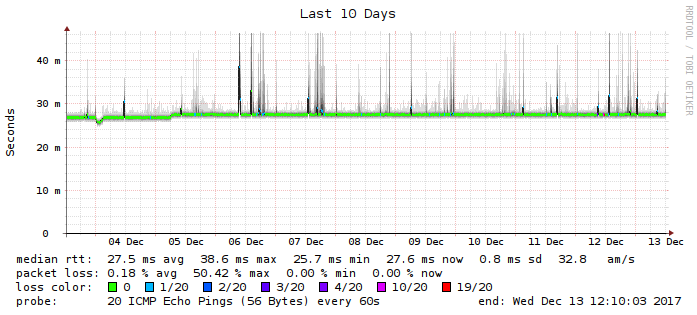 Last 10 Days
RRDTOOL / TOBI OETIKER
Seconds
40 m
30 m
20 m
10 m
0
04 Dec 05 Dec 06 Dec 07 Dec 08 Dec 09 Dec 10 Dec 11 Dec 12 Dec 13 Dec
median rtt: 27.5 ms avg 38.6 ms max 25.7 ms min 27.6 ms now 0.8 ms sd 32.8 am/s
packet loss: 0.18 % avg 50.42 % max 0.00 % min 0.00 % now
loss color: 0 1/20 2/20 3/20 4/20 10/20 19/20
probe: 20 ICMP Echo Pings (56 Bytes) every 60s end: Wed Dec 13 12:10:03 2017